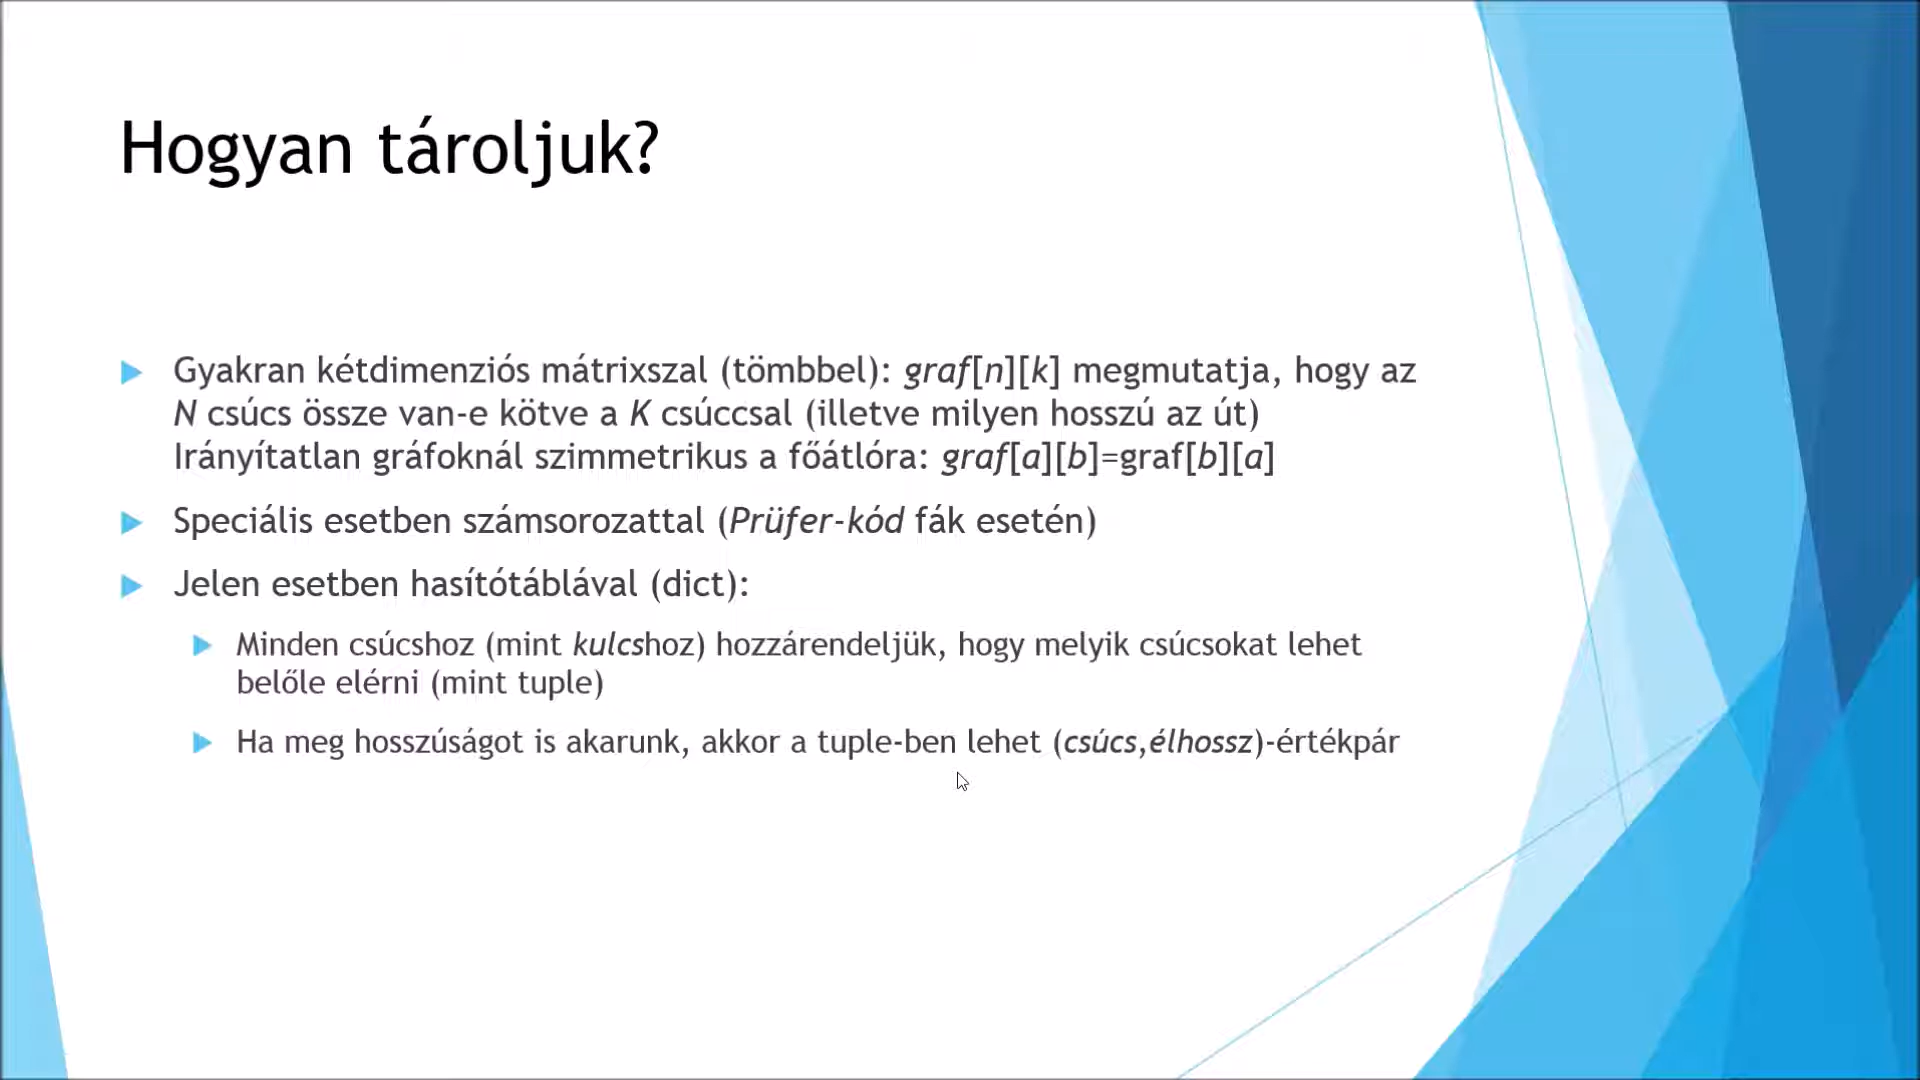 Hogyan tároljuk?
Gyakran kétdimenziós mátrixszal (tömbbel): graf[n][k] megmutatja, hogy az
N csúcs össze van-e kötve a K csúccsal (illetve milyen hosszú az út)
Irányítatlan gráfoknál szimmetrikus a főátlóra: graf[a][b]=graf[b][a]
Speciális esetben számsorozattal (Prüfer-kód fák esetén)
Jelen esetben hasítótáblával (dict):
Minden csúcshoz (mint kulcshoz) hozzárendeljük, hogy melyik csúcsokat lehet
belőle elérni (mint tuple)
Ha meg hosszúságot is akarunk, akkor a tuple-ben lehet (csúcs,élhossz)-értékpár